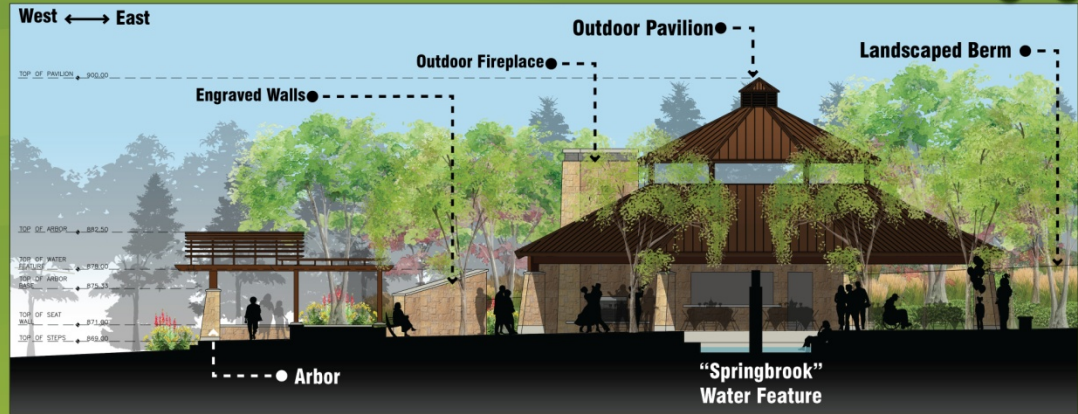 West ⟷ East
Outdoor Pavilion
Landscaped Berm
Outdoor Fireplace
TOP OF PAVILION 900.00
Engraved Walls
TOP OF ARBOR 882.50
TOP OF WATER
FEATURE 878.00
TOP OF ARBOR
BASE 875.33
TOP OF SEAT
WALL 871.00
TOP OF STEPS 869.00
Arbor
“Springbrook”
Water Feature